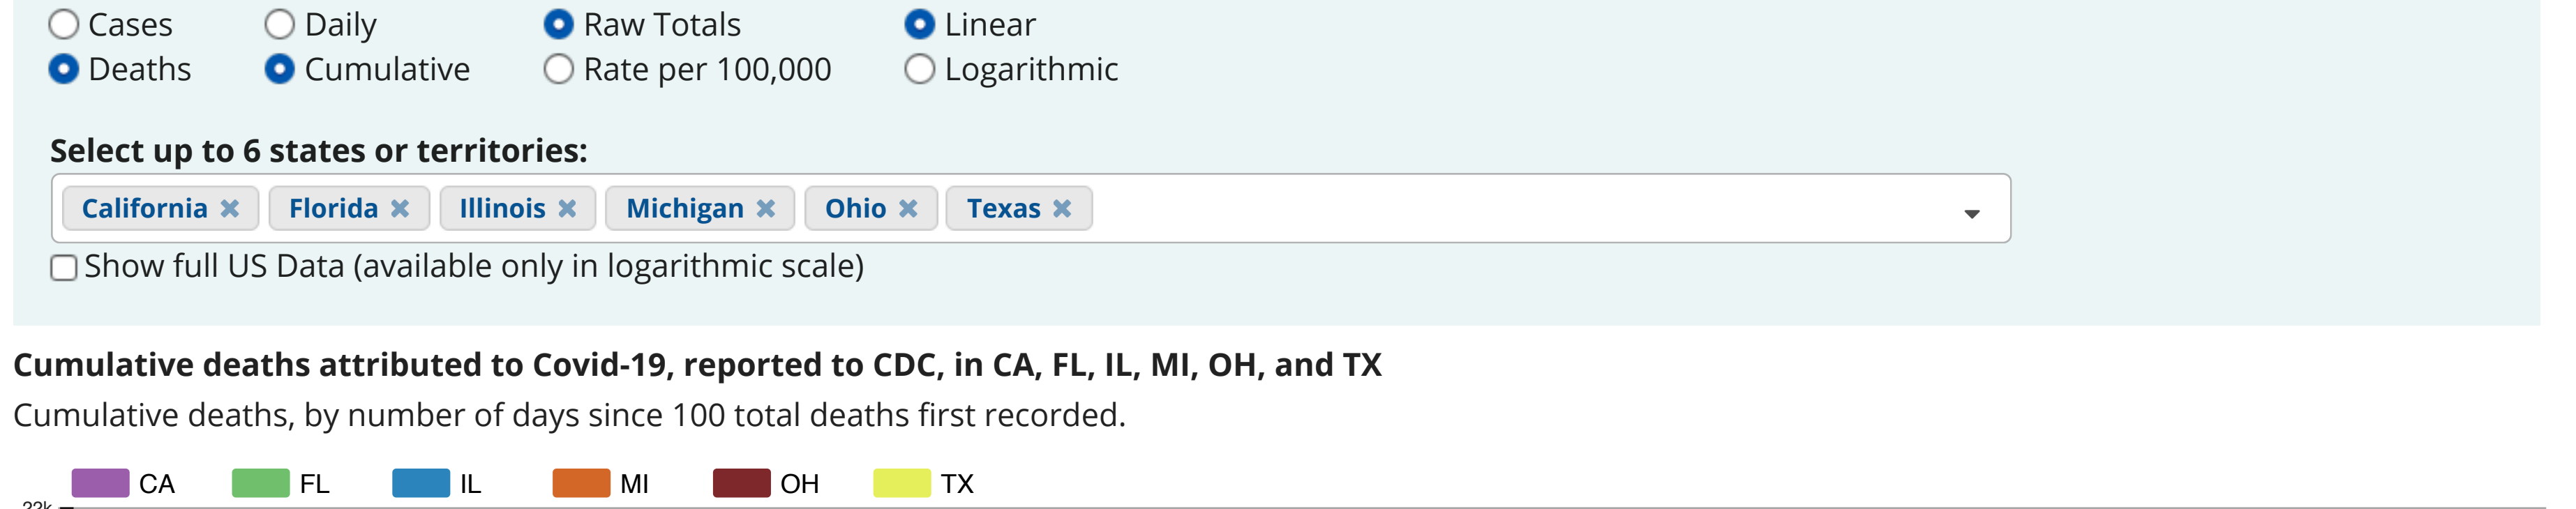 Cases Daily Raw Totals Linear
Deaths Cumulative Rate per 100,000 Logarithmic
Select up to 6 states or territories:
California Florida Illinois Michigan Ohio Texas
Show full US Data (available only in logarithmic scale)
Cumulative deaths attributed to Covid-19, reported to CDC, in CA, FL, IL, MI, OH, and TX
Cumulative deaths, by number of days since 100 total deaths first recorded.
CA FL IL MI OH TX